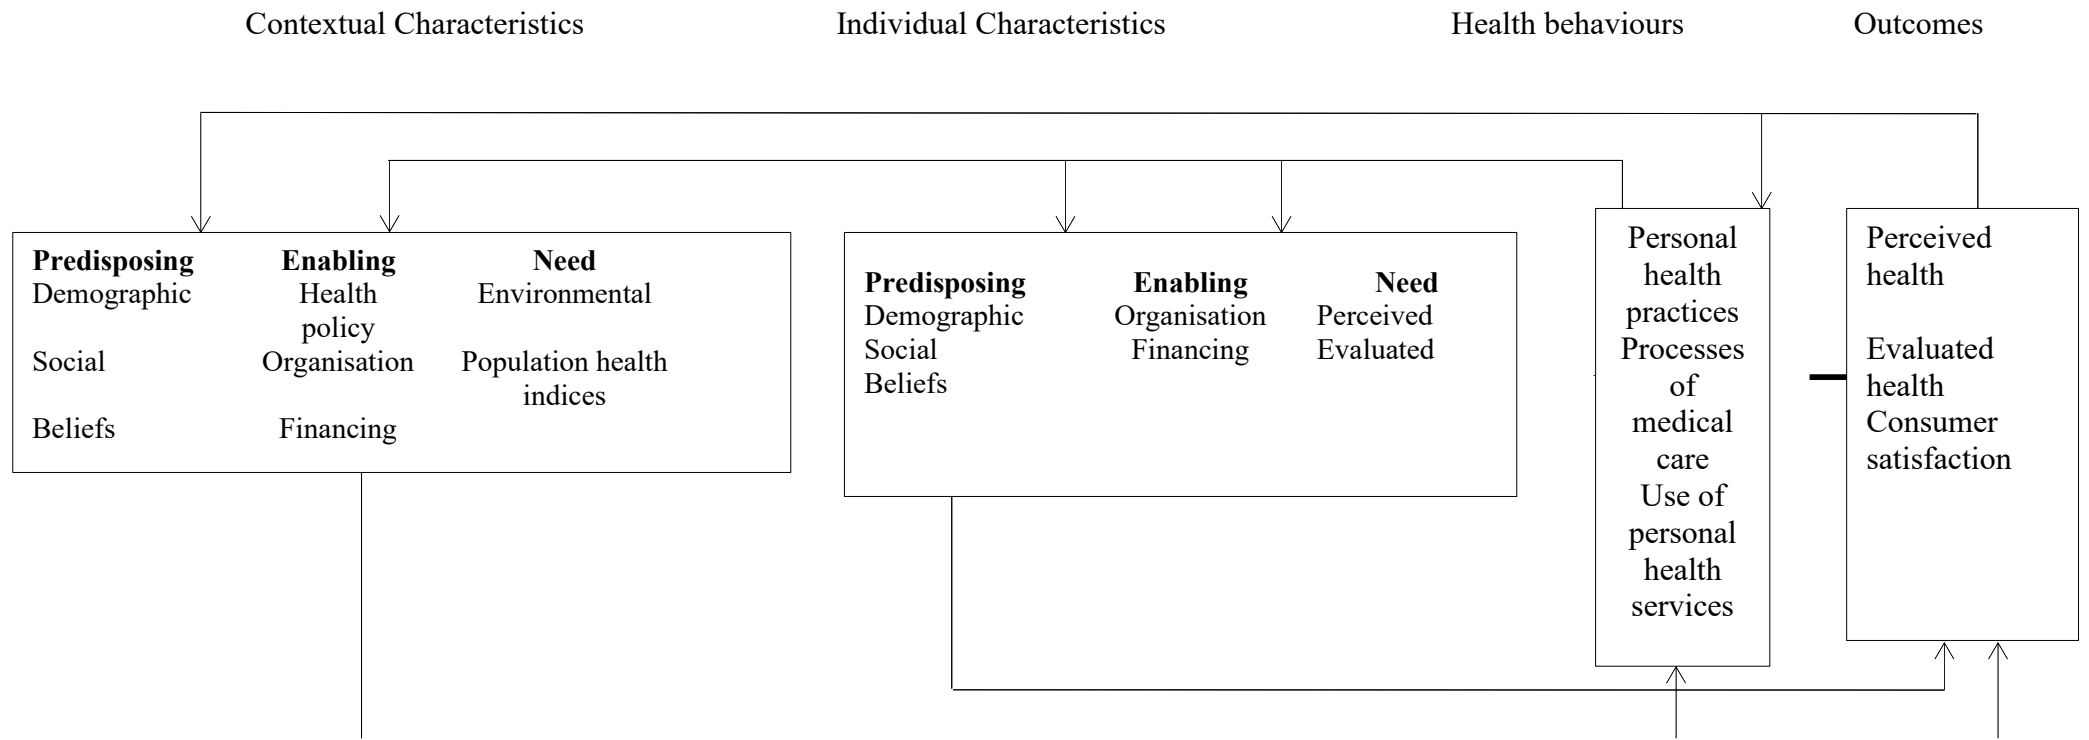 Contextual Characteristics
Individual Characteristics
Health behaviours
Outcomes
Predisposing Enabling Need
Demographic Health Environmental
policy
Social Organisation Population health
indices
Beliefs Financing
Predisposing Enabling Need
Demographic Organisation Perceived
Social Financing Evaluated
Beliefs
Personal
health
practices
Processes
of
medical
care
Use of
personal
health
services
Perceived
health
Evaluated
health
Consumer
satisfaction